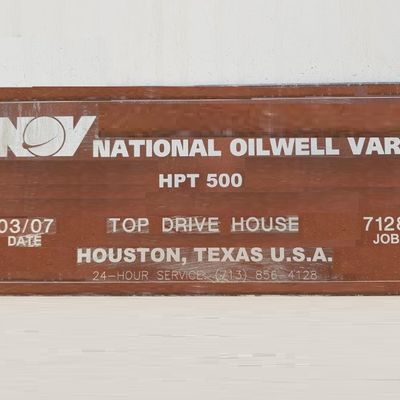 NOV NATIONAL OILWELL VAR
HPT 500
03/07 TOP DRIVE HOUSE 7128
DATE JOB
HOUSTON, TEXAS U.S.A.
24-HOUR SERVICE: (713) 856-4128